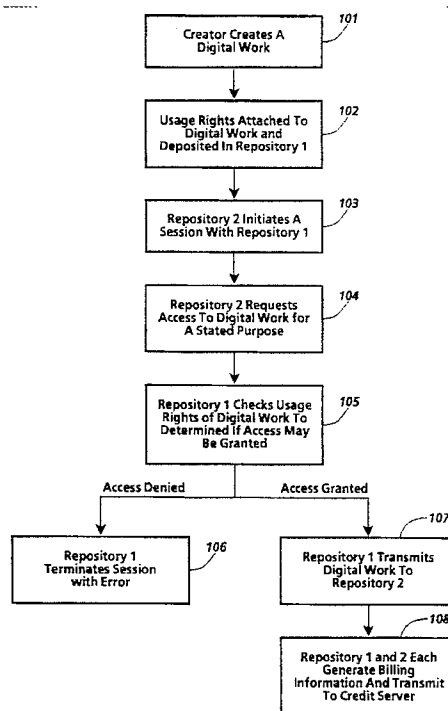 101
Creator Creates A
Digital Work
102
Usage Rights Attached To
Digital Work and
Deposited In Repository 1
103
Repository 2 Initiates A
Session With Repository 1
104
Repository 2 Requests
Access To Digital Work for
A Stated Purpose
105
Repository 1 Checks Usage
Rights of Digital Work To
Determined If Access May
Be Granted
Access Denied
Access Granted
106
Repository 1
Terminates Session
with Error
107
Repository 1 Transmits
Digital Work To
Repository 2
108
Repository 1 and 2 Each
Generate Billing
Information And Transmit
To Credit Server